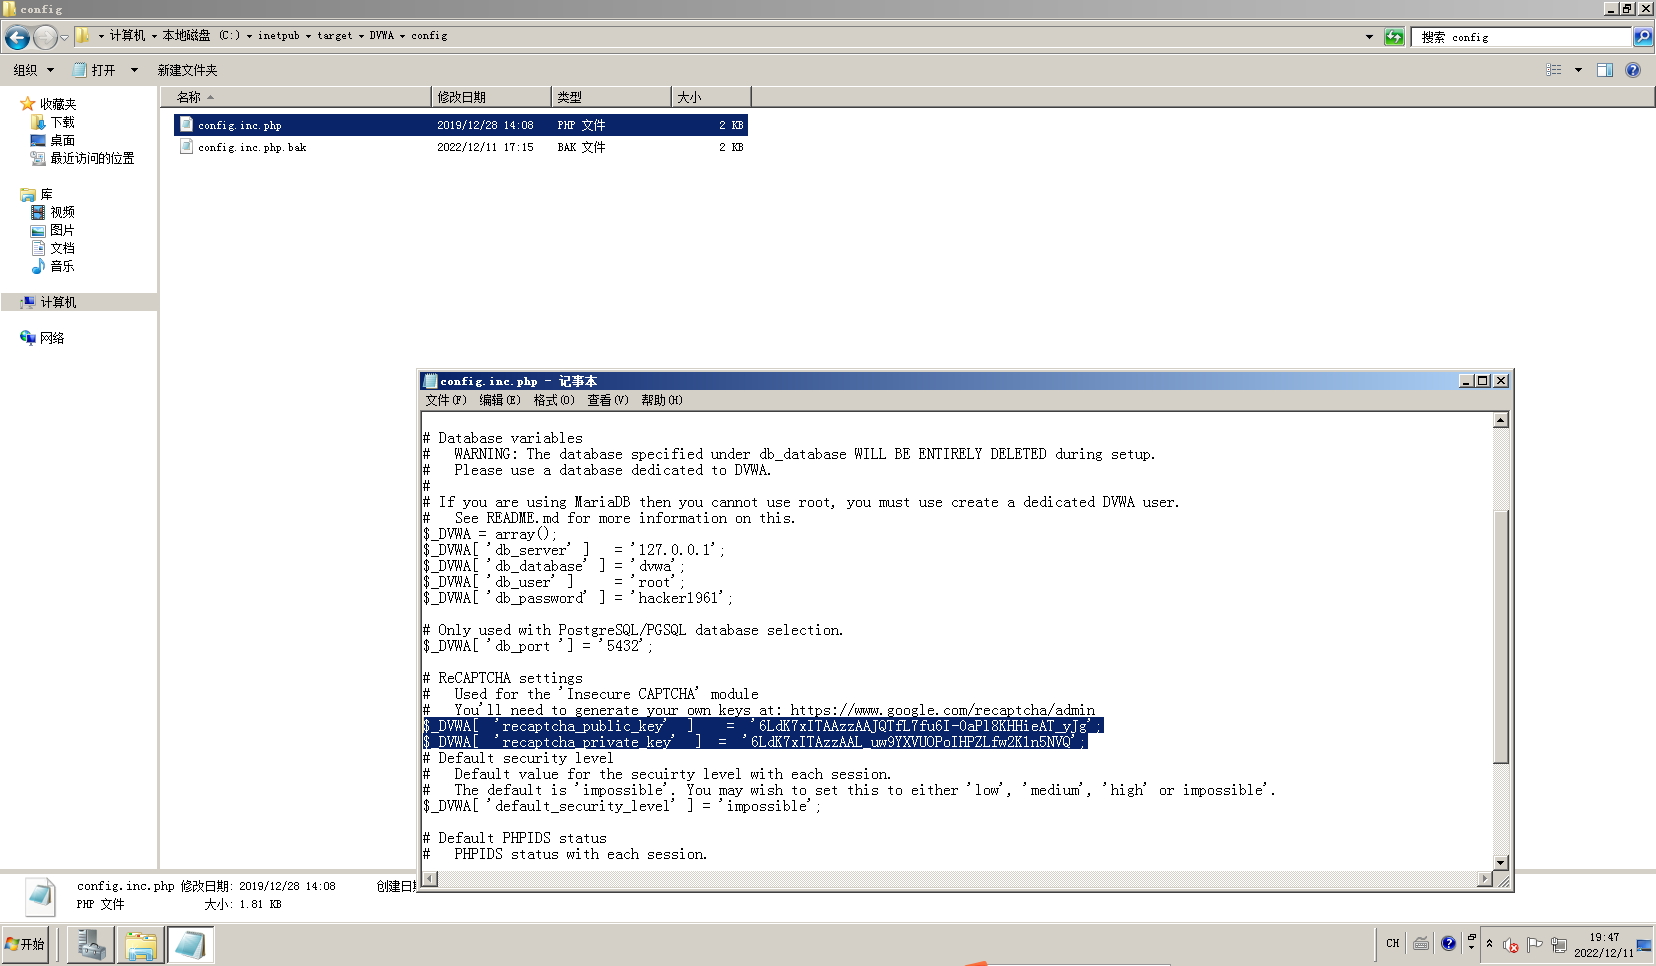 config
计算机 本地磁盘 (C:) inetpub target DVWA config
搜索 config
组织 打开 新建文件夹
收藏夹
下载
桌面
最近访问的位置
库
视频
图片
文档
音乐
计算机
网络
名称 修改日期 类型 大小
config.inc.php 2019/12/28 14:08 PHP 文件 2 KB
config.inc.php.bak 2022/12/11 17:15 BAK 文件 2 KB
config.inc.php - 记事本
文件(F) 编辑(E) 格式(O) 查看(V) 帮助(H)
# Database variables
#   WARNING: The database specified under db_database WILL BE ENTIRELY DELETED during setup.
#   Please use a database dedicated to DVWA.
#
# If you are using MariaDB then you cannot use root, you must use create a dedicated DVWA user.
#   See README.md for more information on this.
$_DVWA = array();
$_DVWA[ 'db_server' ]   = '127.0.0.1';
$_DVWA[ 'db_database' ] = 'dvwa';
$_DVWA[ 'db_user' ]     = 'root';
$_DVWA[ 'db_password' ] = 'hacker1961';
# Only used with PostgreSQL/PGSQL database selection.
$_DVWA[ 'db_port '] = '5432';
# ReCAPTCHA settings
#   Used for the 'Insecure CAPTCHA' module
#   You'll need to generate your own keys at: https://www.google.com/recaptcha/admin
$_DVWA[  'recaptcha_public_key'  ]    =  '6LdK7xITAAzzAAJQTfL7fu6I-0aPl8KHHieAT_yJg';
$_DVWA[  'recaptcha_private_key'  ]  =  '6LdK7xITAzzAAL_uw9YXVUOPoIHPZLfw2K1n5NVQ';
# Default security level
#   Default value for the secuirty level with each session.
#   The default is 'impossible'. You may wish to set this to either 'low', 'medium', 'high' or impossible'.
$_DVWA[ 'default_security_level' ] = 'impossible';
# Default PHPIDS status
#   PHPIDS status with each session.
config.inc.php 修改日期: 2019/12/28 14:08 创建日
PHP 文件 大小: 1.81 KB
开始
CH
19:47
2022/12/11